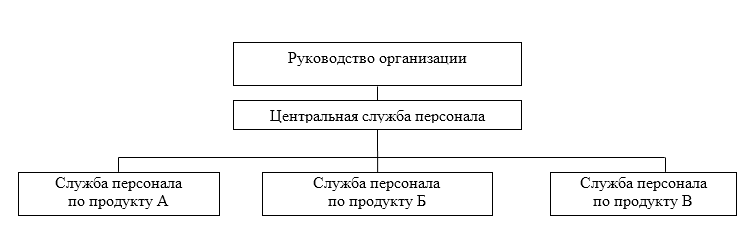 Руководство организации
Центральная служба персонала
Служба персонала
по продукту А
Служба персонала
по продукту Б
Служба персонала
по продукту В